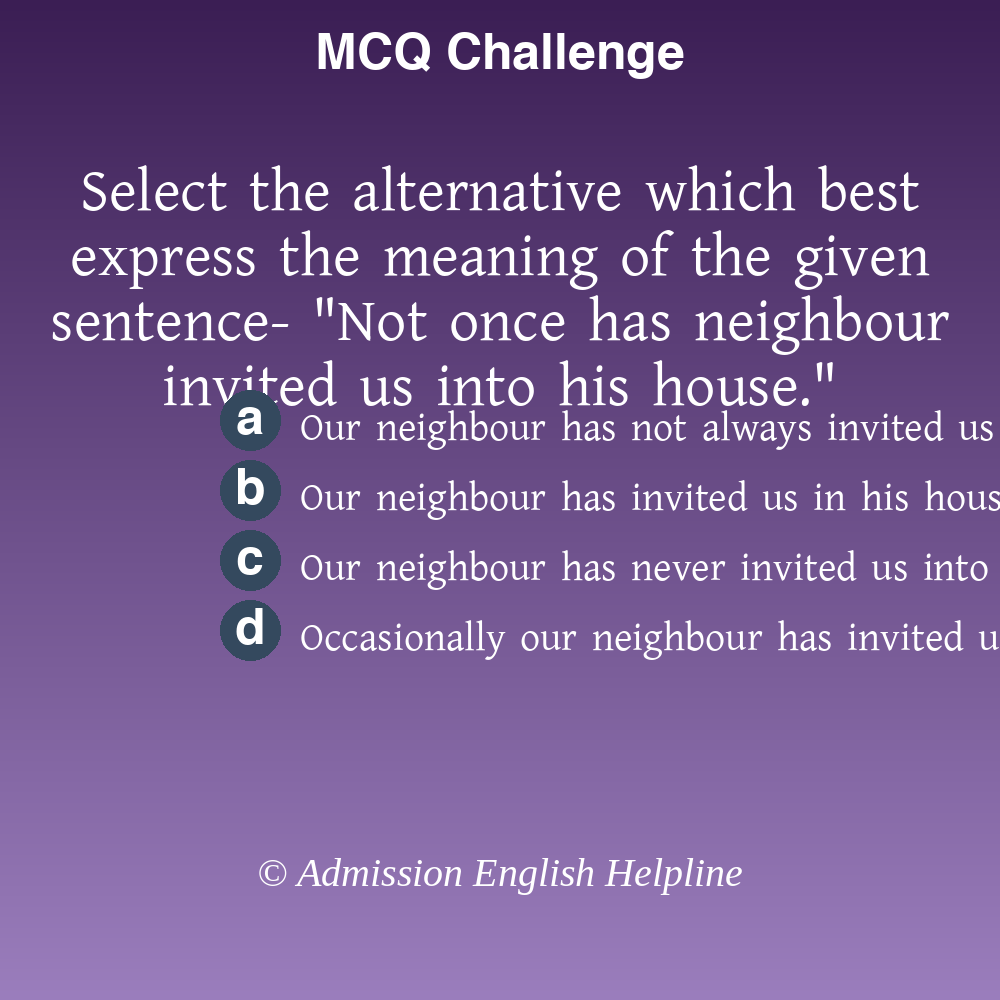 MCQ Challenge
Select the alternative which best
express the meaning of the given
sentence- "Not once has neighbour
invited us into his house."
a Our neighbour has not always invited us
b Our neighbour has invited us in his hous
c Our neighbour has never invited us into
d Occasionally our neighbour has invited u
© Admission English Helpline